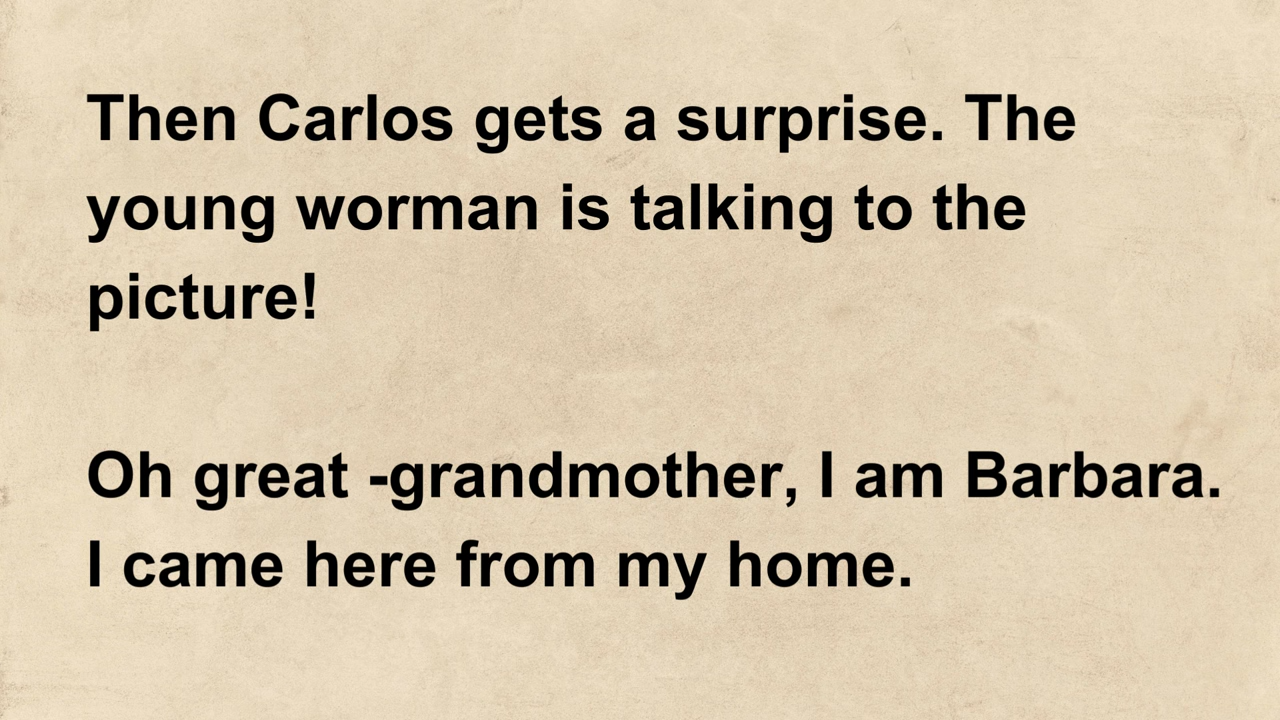 Then Carlos gets a surprise. The
young worman is talking to the
picture!
Oh great -grandmother, I am Barbara.
I came here from my home.